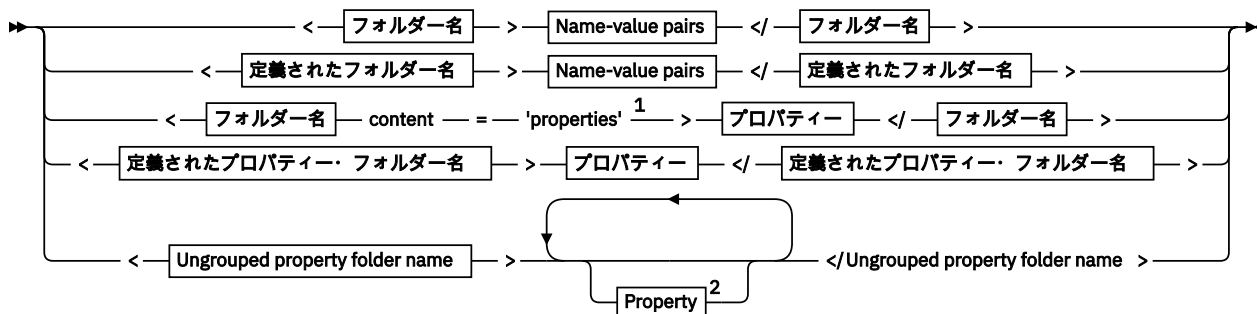 < フォルダー名 > Name-value pairs </ フォルダー名 >
< 定義されたフォルダー名 > Name-value pairs </ 定義されたフォルダー名 >
< フォルダー名 content = 'properties' 1 > プロパティー </ フォルダー名 >
< 定義されたプロパティー・フォルダー名 > プロパティー </ 定義されたプロパティー・フォルダー名 >
< Ungrouped property folder name > </ Ungrouped property folder name >
Property 2